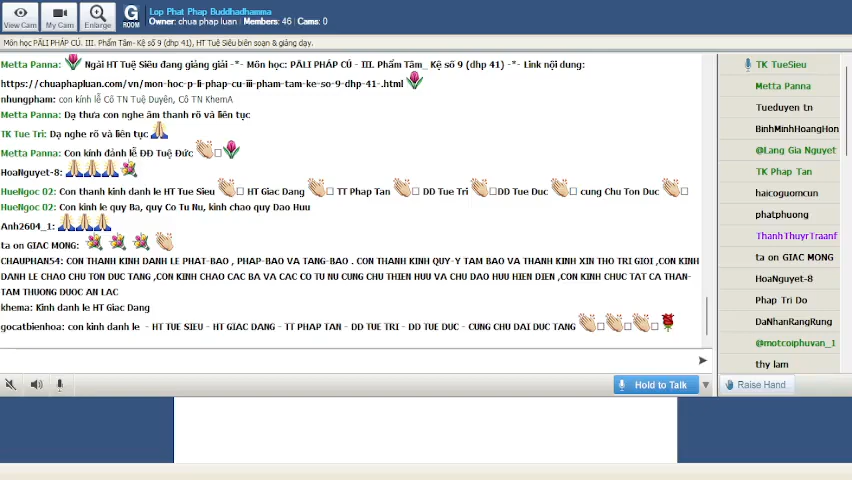 Lop Phat Phap Buddhadhamma
Owner: chua phap luan Members: 46 Cams: 0
View Cam
My Cam
Enlarge
G
ROOM
Môn học PÀLI PHÁP CÚ. III. Phẩm Tâm-Kệ số 9 (dhp 41), HT Tuệ Siêu biên soạn & giảng dạy.
Metta Panna: Ngài HT Tuệ Siêu đang giảng giải -*- Môn học: PÀLI PHÁP CÚ - III. Phẩm Tâm_ Kệ số 9 (dhp 41) -*- Link nội dung:
https://chuaphapluan.com/vn/mon-hoc-p-li-phap-cu-iii-pham-tam-ke-so-9-dhp-41-.html
nhungpham: con kính lễ Cô TN Tuệ Duyên, Cô TN KhemA
Metta Panna: Dạ thưa con nghe âm thanh rõ và liên tục
TK Tue Tri: Dạ nghe rõ và liên tục
Metta Panna: Con kính đảnh lễ ĐĐ Tuệ Đức
HoaNguyet-8:
HueNgoc 02: Con thanh kinh danh le HT Tue Sieu HT Giac Dang TT Phap Tan DD Tue Tri DD Tue Duc cung Chu Ton Duc
HueNgoc 02: Con kinh le quy Ba, quy Co Tu Nu, kinh chao quy Dao Huu
Anh2604_1:
ta on GIAC MONG:
CHAUPHAN54: CON THANH KINH DANH LE PHAT-BAO , PHAP-BAO VA TANG-BAO . CON THANH KINH QUY-Y TAM BAO VA THANH KINH XIN THO TRI GIOI ,CON KINH
DANH LE CHAO CHU TON DUC TANG ,CON KINH CHAO CAC BA VA CAC CO TU NU CUNG CHU THIEN HUU VA CHU DAO HUU HIEN DIEN ,CON KINH CHUC TAT CA THAN-
TAM THUONG DUOC AN LAC
khema: Kinh danh le HT Giac Dang
gocatbienhoa: con kinh danh le - HT TUE SIEU - HT GIAC DANG - TT PHAP TAN - DD TUE TRI - DD TUE DUC - CUNG CHU DAI DUC TANG
Hold to Talk
TK TueSieu
Metta Panna
Tueduyen tn
BinhMinhHoangHon
@Lang Gia Nguyet
TK Phap Tan
haicoguomcun
phatphuong
ThanhThuyrTraanf
ta on GIAC MONG
HoaNguyet-8
Phap Tri Do
DaNhanRangRung
@motcoiphuvan_1
thy lam
Raise Hand